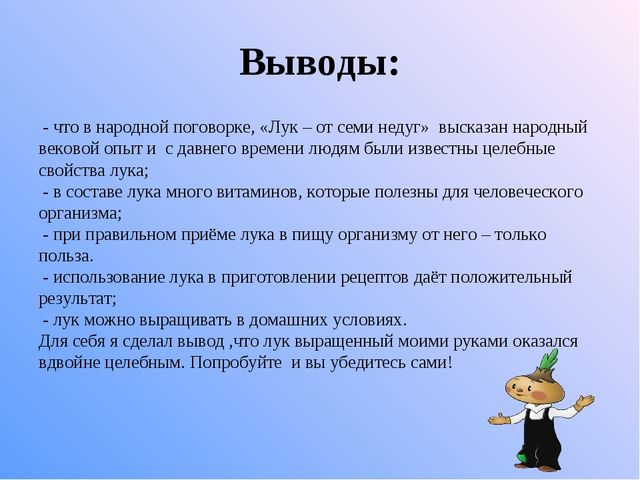 Выводы:
- что в народной поговорке, «Лук – от семи недуг»  высказан народный
вековой опыт и  с давнего времени людям были известны целебные
свойства лука;
- в составе лука много витаминов, которые полезны для человеческого
организма;
- при правильном приёме лука в пищу организму от него – только
польза.
- использование лука в приготовлении рецептов даёт положительный
результат;
- лук можно выращивать в домашних условиях.
Для себя я сделал вывод ,что лук выращенный моими руками оказался
вдвойне целебным. Попробуйте  и вы убедитесь сами!